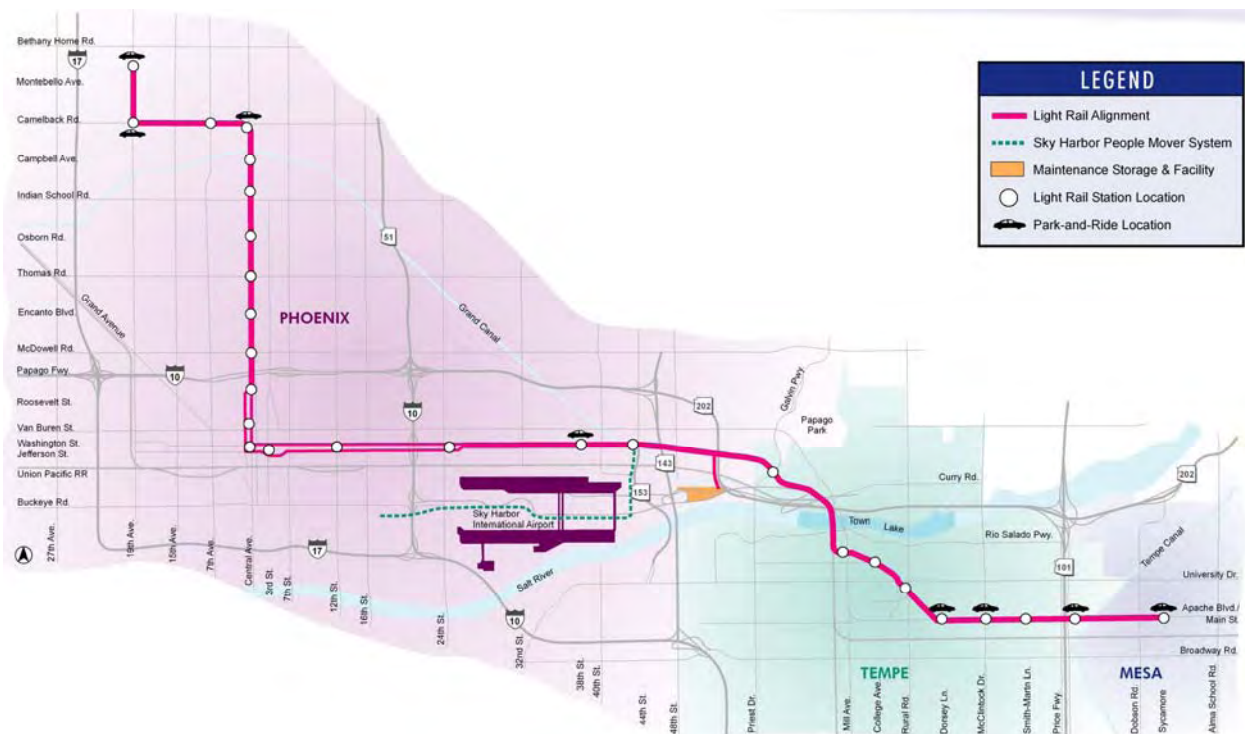 Bethany Home Rd.
17
Montebello Ave.
Camelback Rd.
Campbell Ave.
Indian School Rd.
Osborn Rd.
51
Thomas Rd.
Grand Avenue
Grand Canal
Encanto Blvd.
PHOENIX
McDowell Rd.
Papago Fwy.
10
Roosevelt St.
10
202
Galvin Pwy.
Papago
Park
Van Buren St.
Washington St.
Jefferson St.
Union Pacific RR
143
153
Curry Rd.
202
Buckeye Rd.
Sky Harbor
International Airport
Town
Lake
Rio Salado Pwy.
Tempe Canal
17
Salt River
101
University Dr.
10
Apache Blvd./
Main St.
Broadway Rd.
TEMPE
MESA
27th Ave.
19th Ave.
15th Ave.
7th Ave.
Central Ave.
3rd St.
7th St.
12th St.
16th St.
24th St.
32nd St.
38th St.
40th St.
44th St.
48th St.
Priest Dr.
Mill Ave.
College Ave.
Rural Rd.
Dorsey Ln.
McClintock Dr.
Smith-Martin Ln.
Price Fwy.
Dobson Rd.
Sycamore
Alma School Rd.
LEGEND
Light Rail Alignment
Sky Harbor People Mover System
Maintenance Storage & Facility
Light Rail Station Location
Park-and-Ride Location